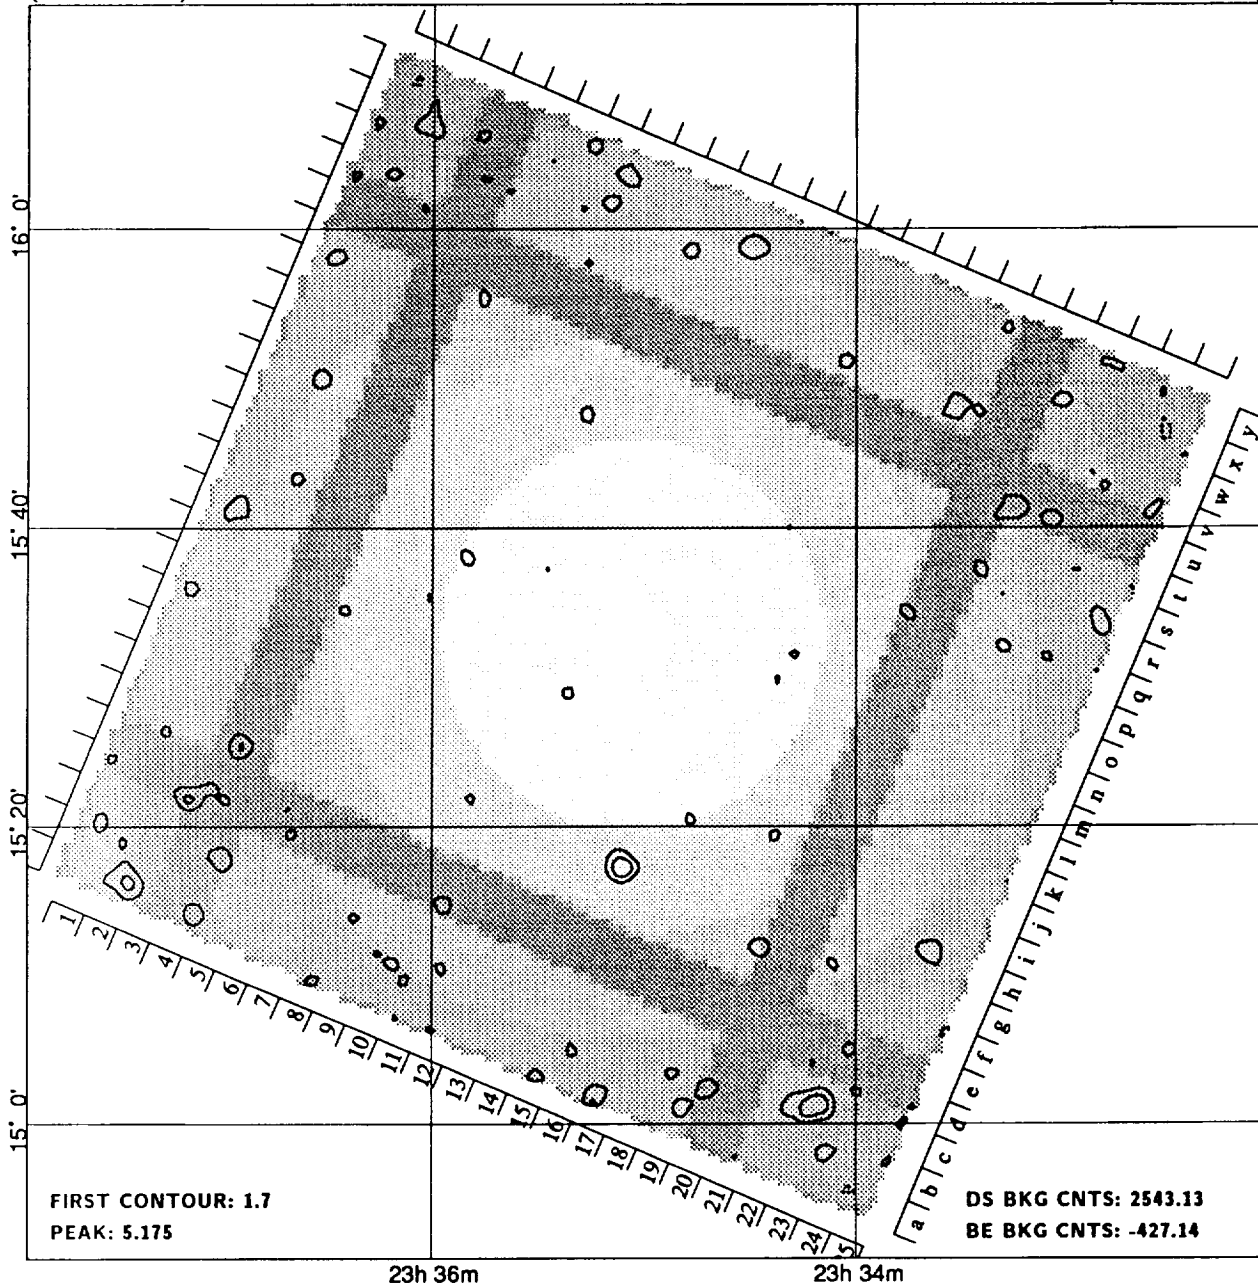 16° 0'
15° 40'
15° 20'
15° 0'
1 2 3 4 5 6 7 8 9 10 11 12 13 14 15 16 17 18 19 20 21 22 23 24 25
a b c d e f g h i j k l m n o p q r s t u v w x y
FIRST CONTOUR: 1.7
PEAK: 5.175
DS BKG CNTS: 2543.13
BE BKG CNTS: -427.14
23h 36m
23h 34m